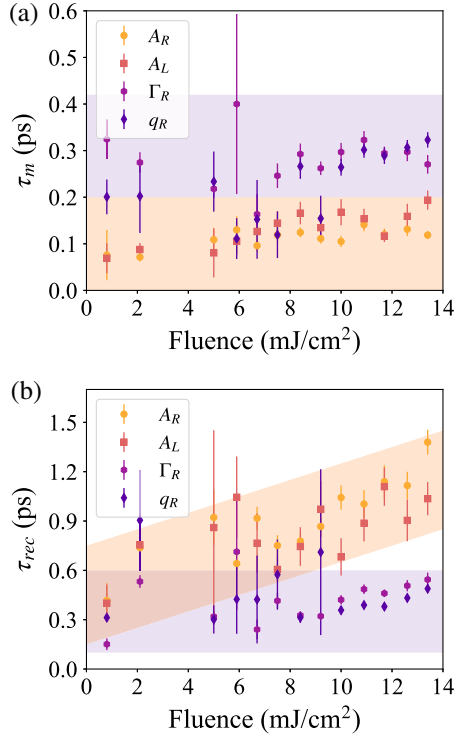 (a)
0.6
0.5
0.4
0.3
0.2
0.1
0.0
τm (ps)
A_R
A_L
Γ_R
q_R
0 2 4 6 8 10 12 14
Fluence (mJ/cm²)
(b)
1.5
1.2
0.9
0.6
0.3
0.0
τrec (ps)
A_R
A_L
Γ_R
q_R
0 2 4 6 8 10 12 14
Fluence (mJ/cm²)